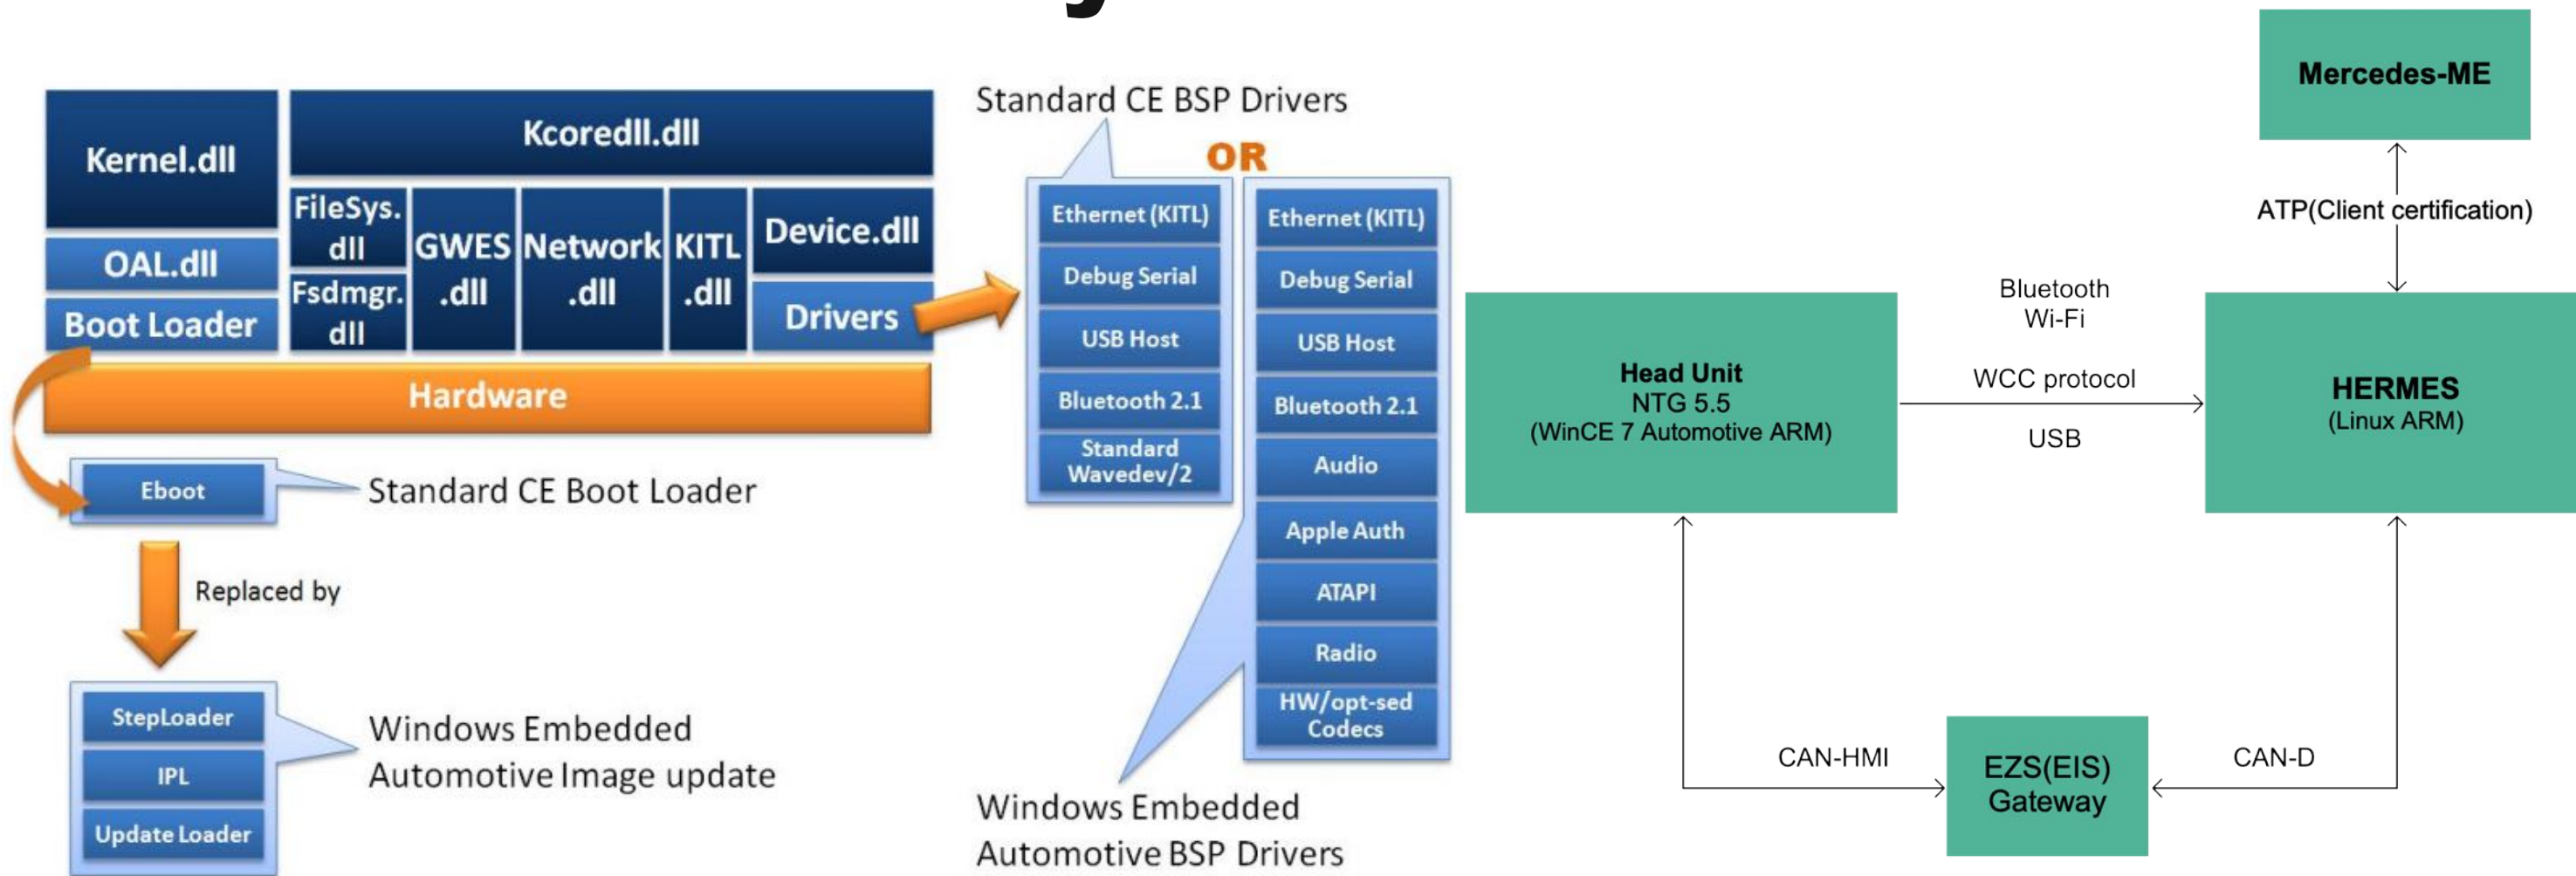 Kernel.dll
OAL.dll
Boot Loader
Kcoredll.dll
FileSys.
dll
Fsdmgr.
dll
GWES
.dll
Network
.dll
KITL
.dll
Device.dll
Drivers
Hardware
Eboot
Standard CE Boot Loader
Replaced by
StepLoader
IPL
Update Loader
Windows Embedded
Automotive Image update
Standard CE BSP Drivers
OR
Ethernet (KITL)
Debug Serial
USB Host
Bluetooth 2.1
Standard
Wavedev/2
Ethernet (KITL)
Debug Serial
USB Host
Bluetooth 2.1
Audio
Apple Auth
ATAPI
Radio
HW/opt-sed
Codecs
Windows Embedded
Automotive BSP Drivers
Mercedes-ME
ATP(Client certification)
Head Unit
NTG 5.5
(WinCE 7 Automotive ARM)
Bluetooth
Wi-Fi
WCC protocol
USB
HERMES
(Linux ARM)
CAN-HMI
EZS(EIS)
Gateway
CAN-D